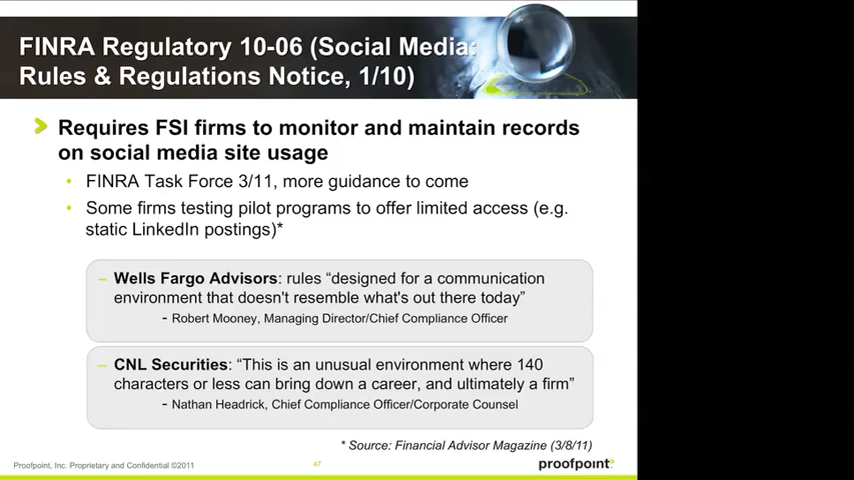 FINRA Regulatory 10-06 (Social Media:
Rules & Regulations Notice, 1/10)
Requires FSI firms to monitor and maintain records
on social media site usage
• FINRA Task Force 3/11, more guidance to come
• Some firms testing pilot programs to offer limited access (e.g.
static LinkedIn postings)*
– Wells Fargo Advisors: rules “designed for a communication
environment that doesn't resemble what's out there today”
- Robert Mooney, Managing Director/Chief Compliance Officer
– CNL Securities: “This is an unusual environment where 140
characters or less can bring down a career, and ultimately a firm”
- Nathan Headrick, Chief Compliance Officer/Corporate Counsel
* Source: Financial Advisor Magazine (3/8/11)
Proofpoint, Inc. Proprietary and Confidential ©2011
47
proofpoint